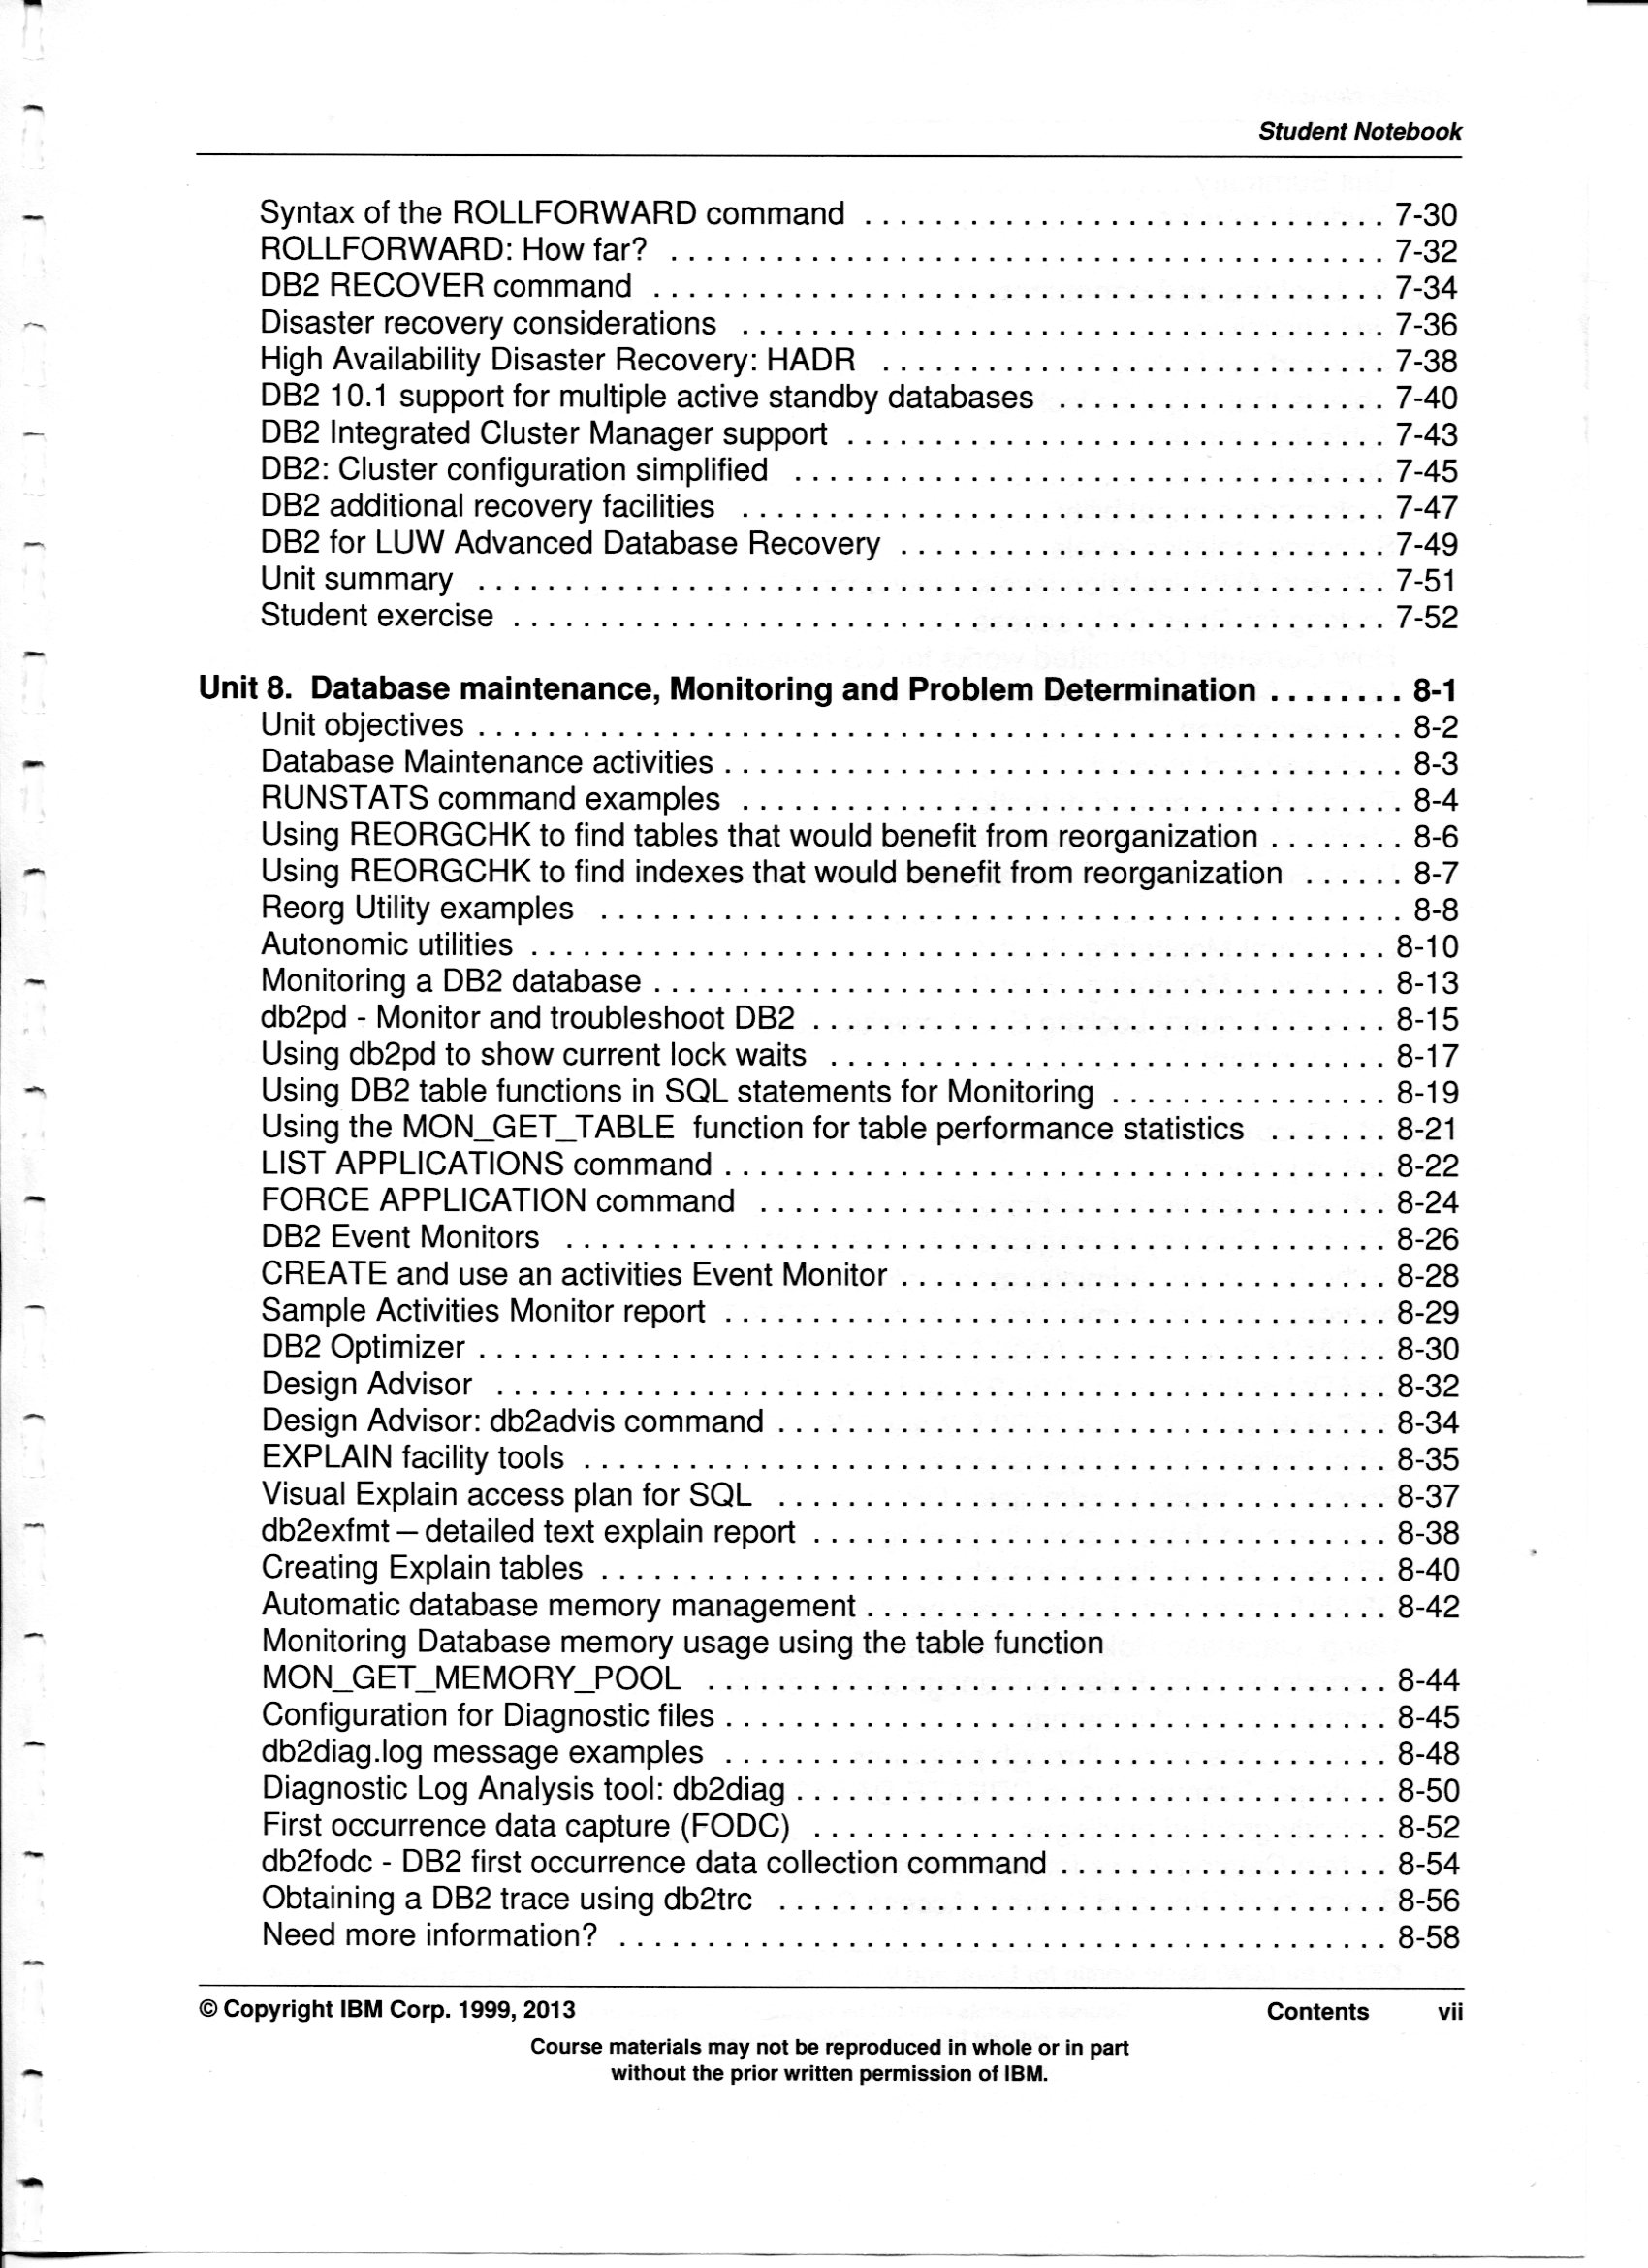 Student Notebook
Syntax of the ROLLFORWARD command . . . . . . . . . . . . . . . . . . . . . . . . . . . . . . 7-30
ROLLFORWARD: How far? . . . . . . . . . . . . . . . . . . . . . . . . . . . . . . . . . . . . . . . . . 7-32
DB2 RECOVER command . . . . . . . . . . . . . . . . . . . . . . . . . . . . . . . . . . . . . . . . . . 7-34
Disaster recovery considerations . . . . . . . . . . . . . . . . . . . . . . . . . . . . . . . . . . . . . 7-36
High Availability Disaster Recovery: HADR . . . . . . . . . . . . . . . . . . . . . . . . . . . . . 7-38
DB2 10.1 support for multiple active standby databases . . . . . . . . . . . . . . . . . . . 7-40
DB2 Integrated Cluster Manager support . . . . . . . . . . . . . . . . . . . . . . . . . . . . . . . 7-43
DB2: Cluster configuration simplified . . . . . . . . . . . . . . . . . . . . . . . . . . . . . . . . . . 7-45
DB2 additional recovery facilities . . . . . . . . . . . . . . . . . . . . . . . . . . . . . . . . . . . . . 7-47
DB2 for LUW Advanced Database Recovery . . . . . . . . . . . . . . . . . . . . . . . . . . . . 7-49
Unit summary . . . . . . . . . . . . . . . . . . . . . . . . . . . . . . . . . . . . . . . . . . . . . . . . . . . . 7-51
Student exercise . . . . . . . . . . . . . . . . . . . . . . . . . . . . . . . . . . . . . . . . . . . . . . . . . . 7-52
Unit 8. Database maintenance, Monitoring and Problem Determination . . . . . . . . 8-1
Unit objectives . . . . . . . . . . . . . . . . . . . . . . . . . . . . . . . . . . . . . . . . . . . . . . . . . . . . . 8-2
Database Maintenance activities . . . . . . . . . . . . . . . . . . . . . . . . . . . . . . . . . . . . . . . 8-3
RUNSTATS command examples . . . . . . . . . . . . . . . . . . . . . . . . . . . . . . . . . . . . . . 8-4
Using REORGCHK to find tables that would benefit from reorganization . . . . . . . . 8-6
Using REORGCHK to find indexes that would benefit from reorganization . . . . . . 8-7
Reorg Utility examples . . . . . . . . . . . . . . . . . . . . . . . . . . . . . . . . . . . . . . . . . . . . . . 8-8
Autonomic utilities . . . . . . . . . . . . . . . . . . . . . . . . . . . . . . . . . . . . . . . . . . . . . . . . . 8-10
Monitoring a DB2 database . . . . . . . . . . . . . . . . . . . . . . . . . . . . . . . . . . . . . . . . . . 8-13
db2pd - Monitor and troubleshoot DB2 . . . . . . . . . . . . . . . . . . . . . . . . . . . . . . . . . 8-15
Using db2pd to show current lock waits . . . . . . . . . . . . . . . . . . . . . . . . . . . . . . . . 8-17
Using DB2 table functions in SQL statements for Monitoring . . . . . . . . . . . . . . . . 8-19
Using the MON_GET_TABLE function for table performance statistics . . . . . . . 8-21
LIST APPLICATIONS command . . . . . . . . . . . . . . . . . . . . . . . . . . . . . . . . . . . . . . 8-22
FORCE APPLICATION command . . . . . . . . . . . . . . . . . . . . . . . . . . . . . . . . . . . . 8-24
DB2 Event Monitors . . . . . . . . . . . . . . . . . . . . . . . . . . . . . . . . . . . . . . . . . . . . . . . 8-26
CREATE and use an activities Event Monitor . . . . . . . . . . . . . . . . . . . . . . . . . . . . 8-28
Sample Activities Monitor report . . . . . . . . . . . . . . . . . . . . . . . . . . . . . . . . . . . . . . 8-29
DB2 Optimizer . . . . . . . . . . . . . . . . . . . . . . . . . . . . . . . . . . . . . . . . . . . . . . . . . . . . 8-30
Design Advisor . . . . . . . . . . . . . . . . . . . . . . . . . . . . . . . . . . . . . . . . . . . . . . . . . . . 8-32
Design Advisor: db2advis command . . . . . . . . . . . . . . . . . . . . . . . . . . . . . . . . . . . 8-34
EXPLAIN facility tools . . . . . . . . . . . . . . . . . . . . . . . . . . . . . . . . . . . . . . . . . . . . . . 8-35
Visual Explain access plan for SQL . . . . . . . . . . . . . . . . . . . . . . . . . . . . . . . . . . . 8-37
db2exfmt – detailed text explain report . . . . . . . . . . . . . . . . . . . . . . . . . . . . . . . . . 8-38
Creating Explain tables . . . . . . . . . . . . . . . . . . . . . . . . . . . . . . . . . . . . . . . . . . . . . 8-40
Automatic database memory management . . . . . . . . . . . . . . . . . . . . . . . . . . . . . . 8-42
Monitoring Database memory usage using the table function
MON_GET_MEMORY_POOL . . . . . . . . . . . . . . . . . . . . . . . . . . . . . . . . . . . . . . . 8-44
Configuration for Diagnostic files . . . . . . . . . . . . . . . . . . . . . . . . . . . . . . . . . . . . . . 8-45
db2diag.log message examples . . . . . . . . . . . . . . . . . . . . . . . . . . . . . . . . . . . . . . 8-48
Diagnostic Log Analysis tool: db2diag . . . . . . . . . . . . . . . . . . . . . . . . . . . . . . . . . . 8-50
First occurrence data capture (FODC) . . . . . . . . . . . . . . . . . . . . . . . . . . . . . . . . . 8-52
db2fodc - DB2 first occurrence data collection command . . . . . . . . . . . . . . . . . . . 8-54
Obtaining a DB2 trace using db2trc . . . . . . . . . . . . . . . . . . . . . . . . . . . . . . . . . . . 8-56
Need more information? . . . . . . . . . . . . . . . . . . . . . . . . . . . . . . . . . . . . . . . . . . . . 8-58
© Copyright IBM Corp. 1999, 2013 Contents vii
Course materials may not be reproduced in whole or in part
without the prior written permission of IBM.